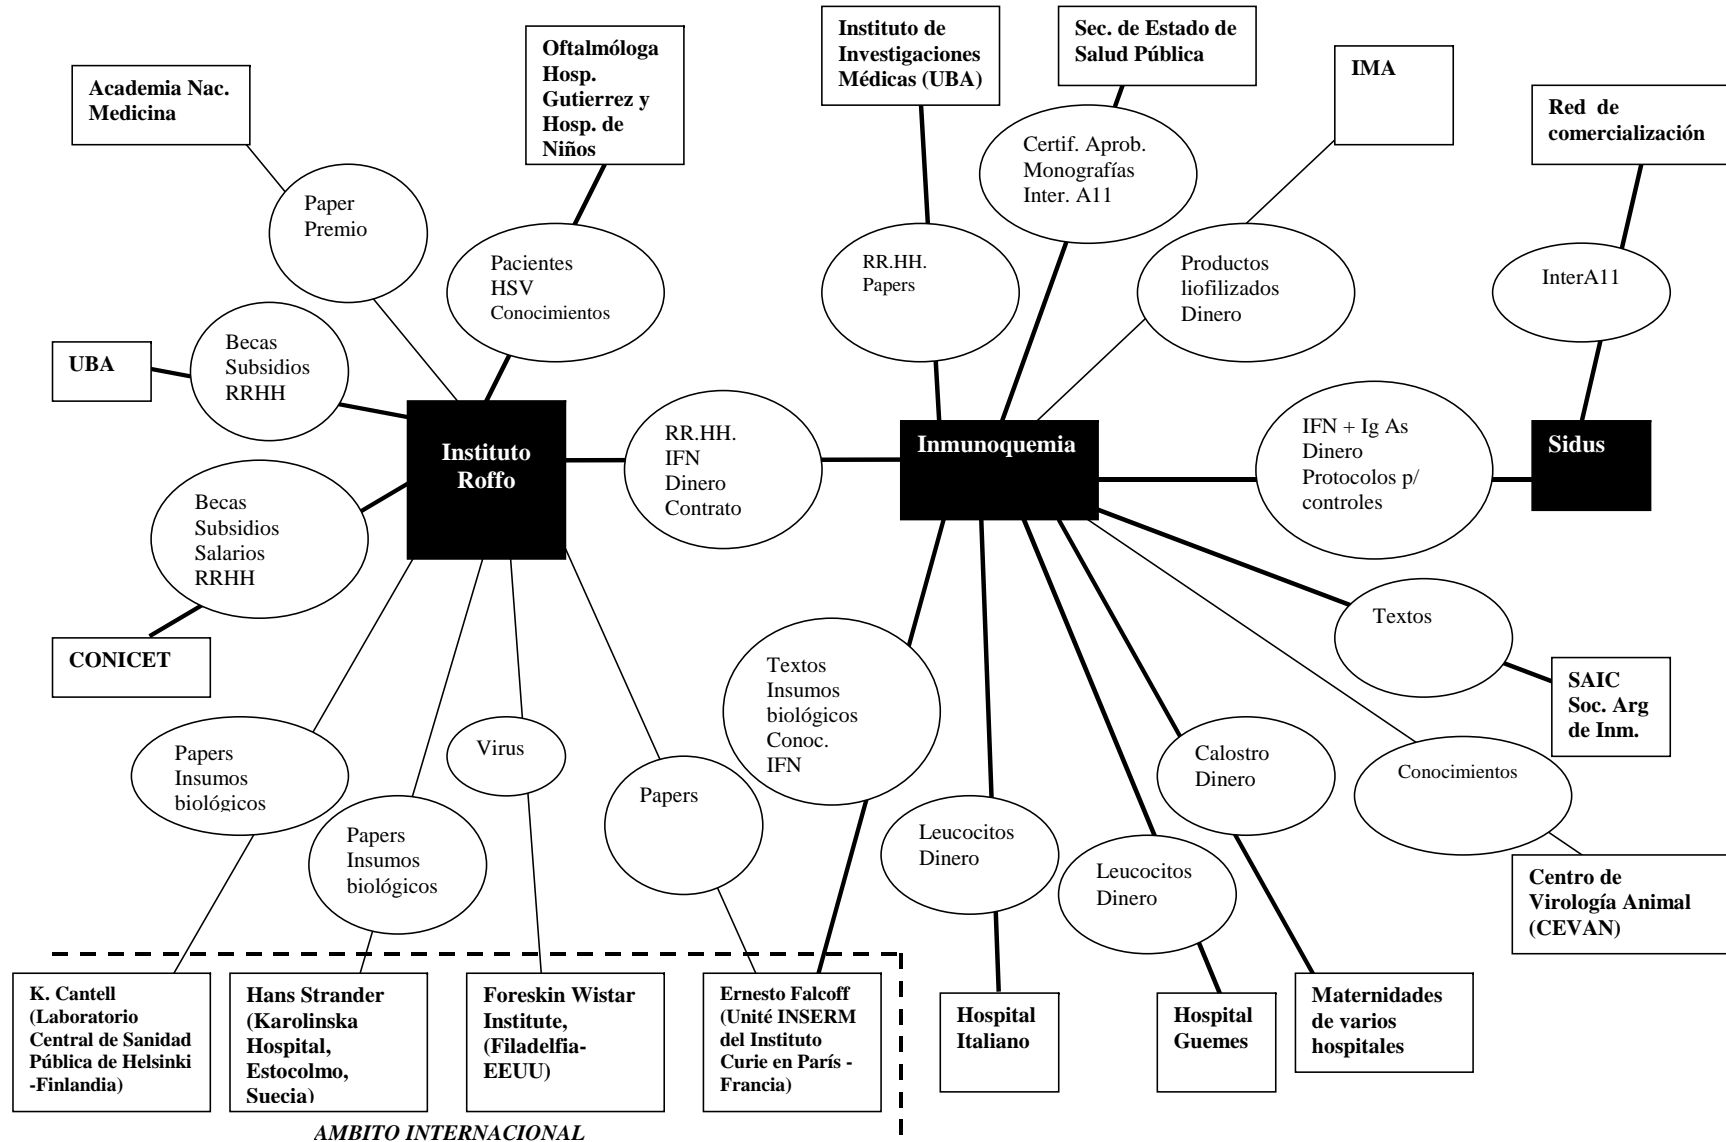 Instituto de
Investigaciones
Médicas (UBA)
Sec. de Estado de
Salud Pública
Oftalmóloga
Hosp.
Gutierrez y
Hosp. de
Niños
IMA
Academia Nac.
Medicina
Red de
comercialización
Certif. Aprob.
Monografías
Inter. A11
Paper
Premio
Pacientes
HSV
Conocimientos
RR.HH.
Papers
Productos
liofilizados
Dinero
InterA11
UBA
Becas
Subsidios
RRHH
Instituto
Roffo
RR.HH.
IFN
Dinero
Contrato
Inmunoquemia
IFN + Ig As
Dinero
Protocolos p/
controles
Sidus
Becas
Subsidios
Salarios
RRHH
CONICET
Textos
SAIC
Soc. Arg
de Inm.
Papers
Insumos
biológicos
Virus
Textos
Insumos
biológicos
Conoc.
IFN
Calostro
Dinero
Conocimientos
Papers
Insumos
biológicos
Papers
Leucocitos
Dinero
Leucocitos
Dinero
Centro de
Virología Animal
(CEVAN)
K. Cantell
(Laboratorio
Central de Sanidad
Pública de Helsinki
-Finlandia)
Hans Strander
(Karolinska
Hospital,
Estocolmo,
Suecia)
Foreskin Wistar
Institute,
(Filadelfia-
EEUU)
Ernesto Falcoff
(Unité INSERM
del Instituto
Curie en París -
Francia)
Hospital
Italiano
Hospital
Guemes
Maternidades
de varios
hospitales
AMBITO INTERNACIONAL